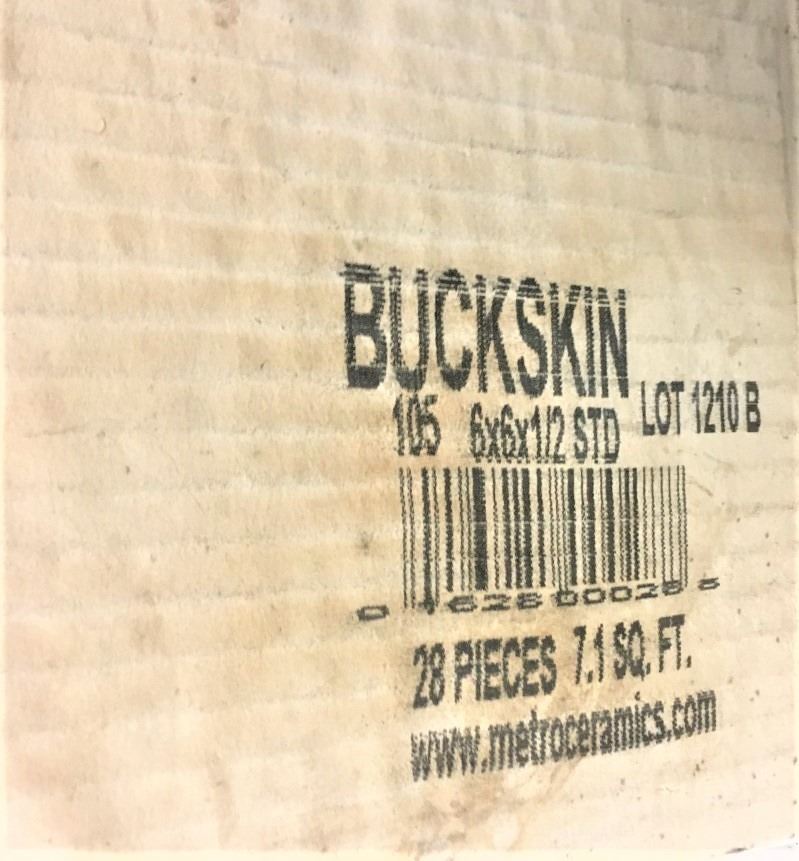 BUCKSKIN
105 6x6x1/2 STD LOT 1210 B
28 PIECES 7.1 SQ. FT.
www.metroceramics.com